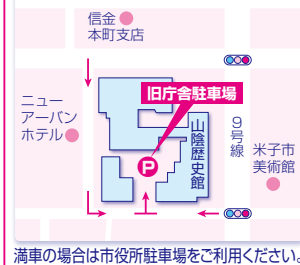 信金
本町支店
旧庁舎駐車場
ニュー
アーバン
ホテル
P
山陰歴史館
9号線
米子市
美術館
満車の場合は市役所駐車場をご利用ください。